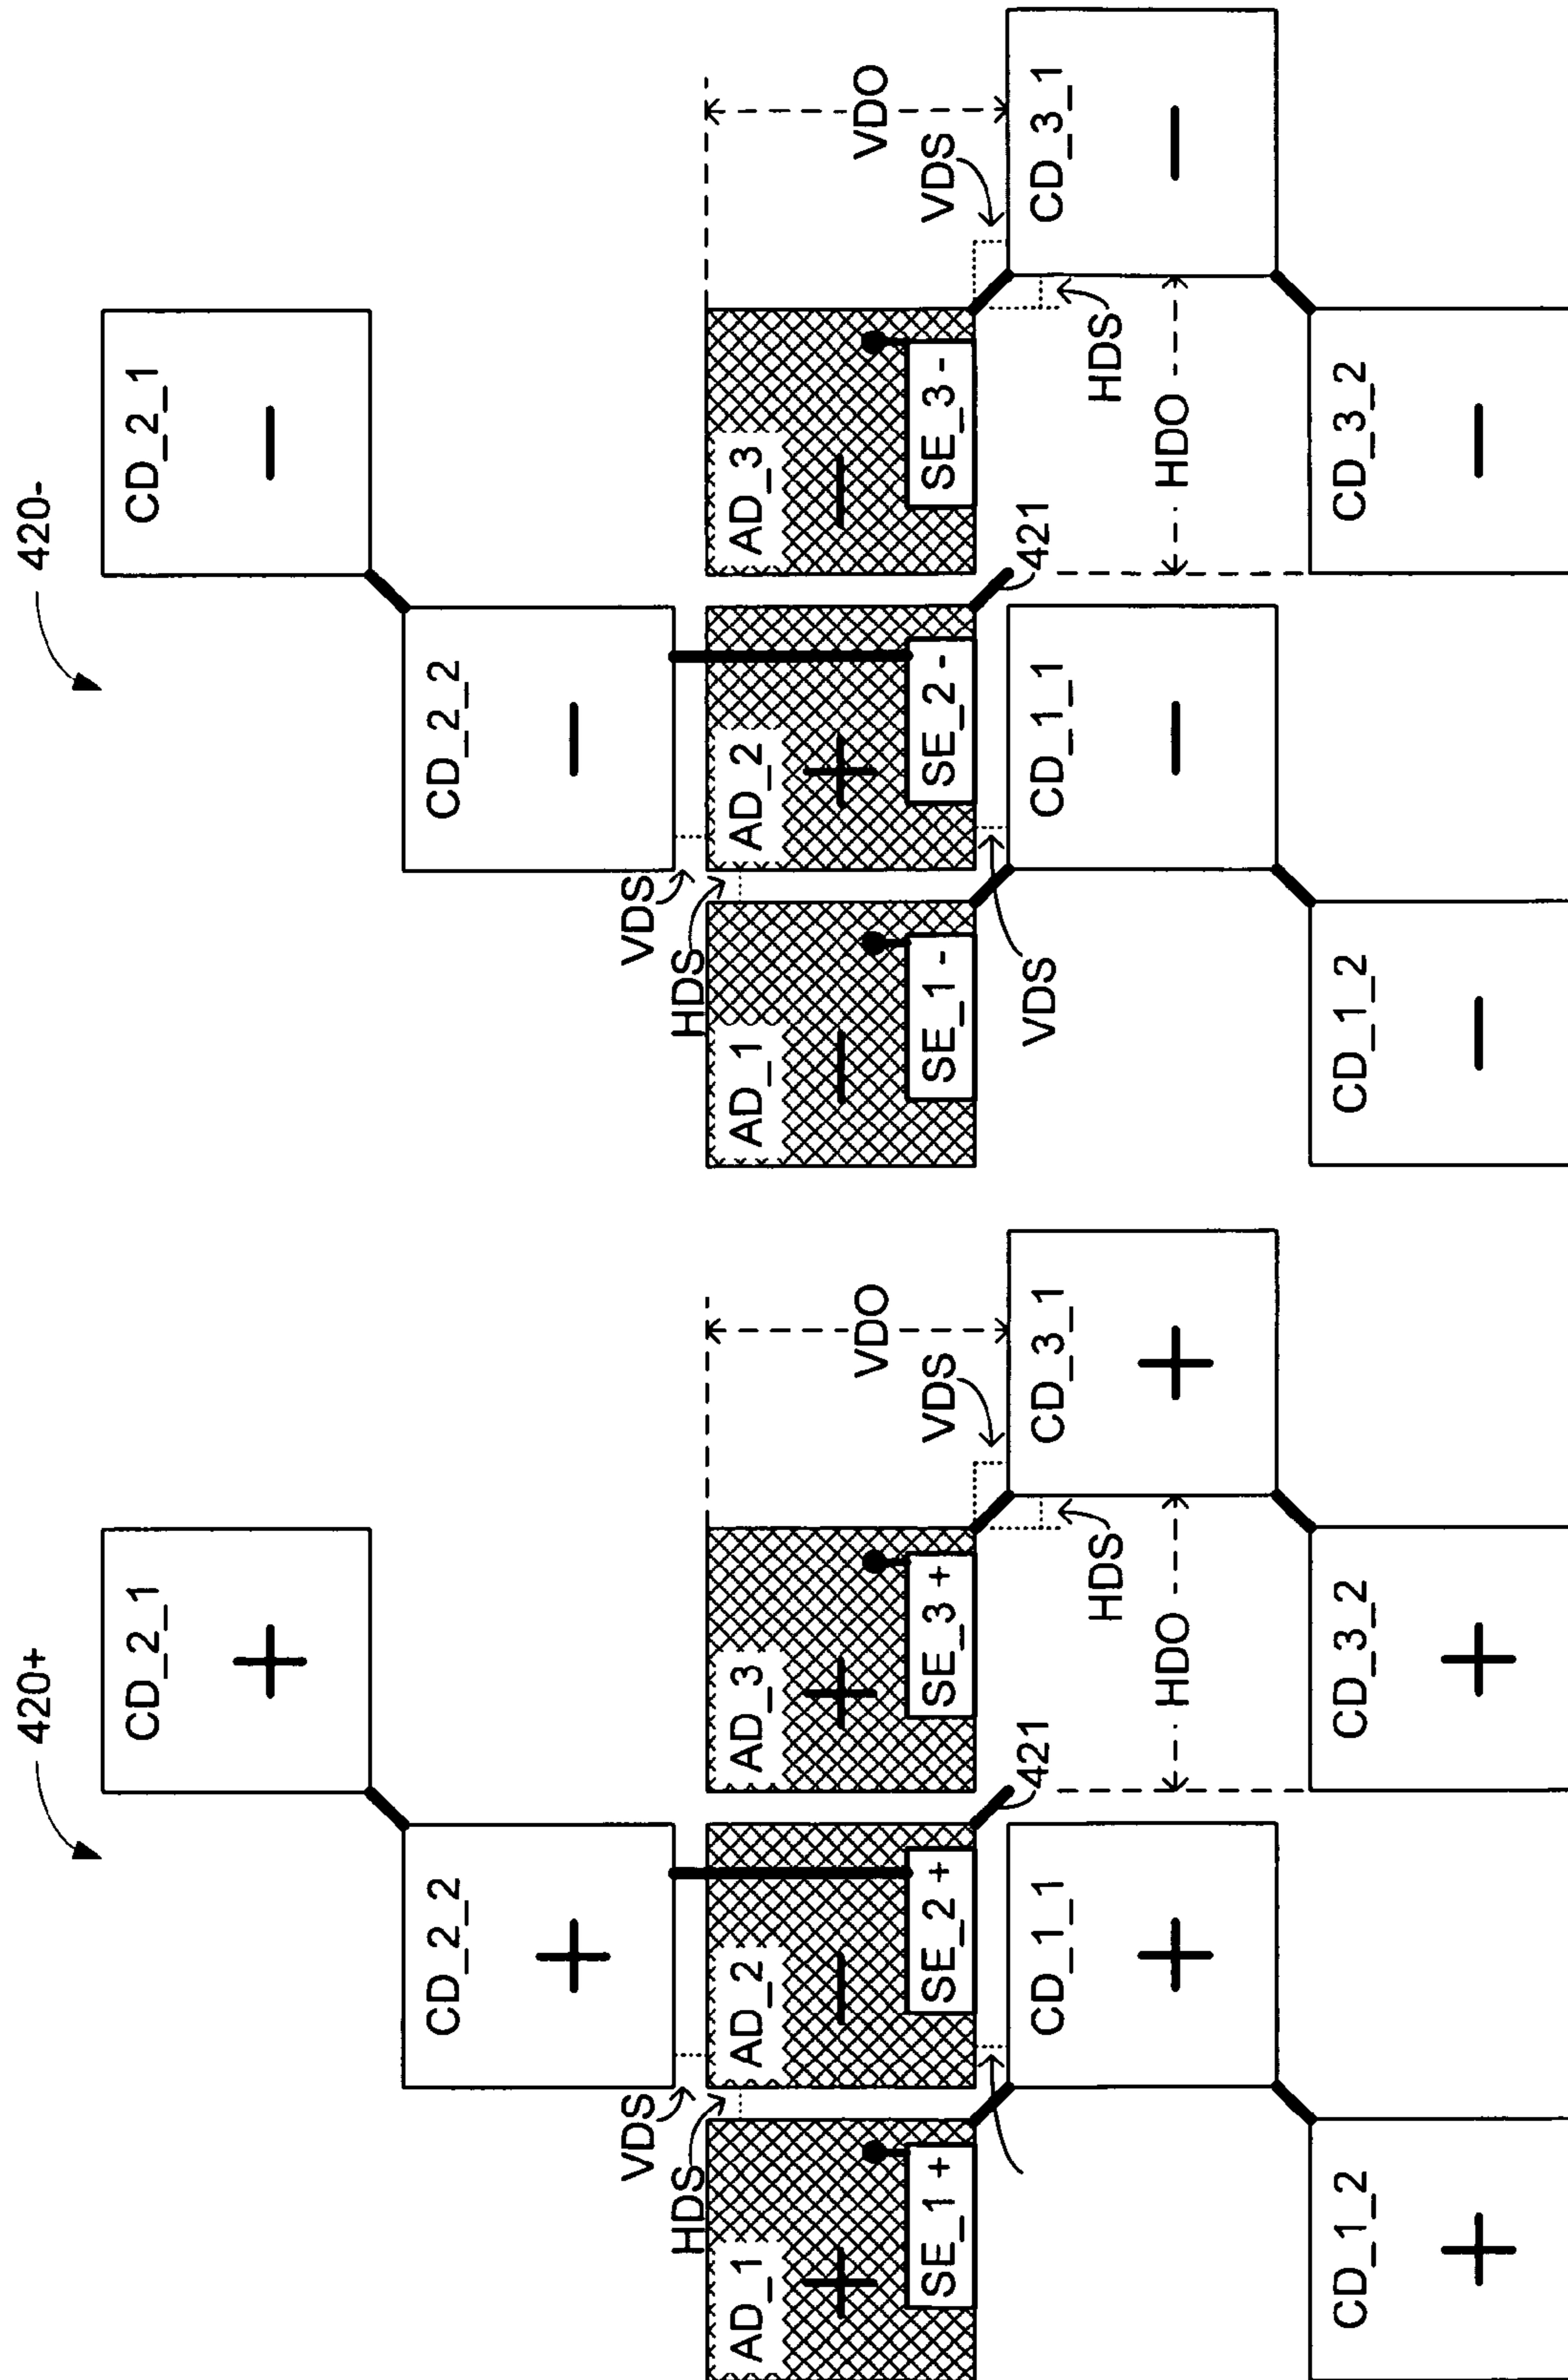 420+
CD_2_1
+
CD_2_2
+
VDS
HDS
AD_1
+
AD_2
−
AD_3
+
VDO
SE_1 +
SE_2 +
SE_3 +
VDS
421
CD_1_1
+
CD_3_1
+
HDS
HDO
CD_1_2
+
CD_3_2
+
420-
CD_2_1
−
CD_2_2
−
VDS
HDS
AD_1
−
AD_2
+
AD_3
−
VDO
SE_1 -
SE_2 -
SE_3 -
VDS
VDS
421
CD_1_1
−
CD_3_1
−
HDS
HDO
CD_1_2
−
CD_3_2
−